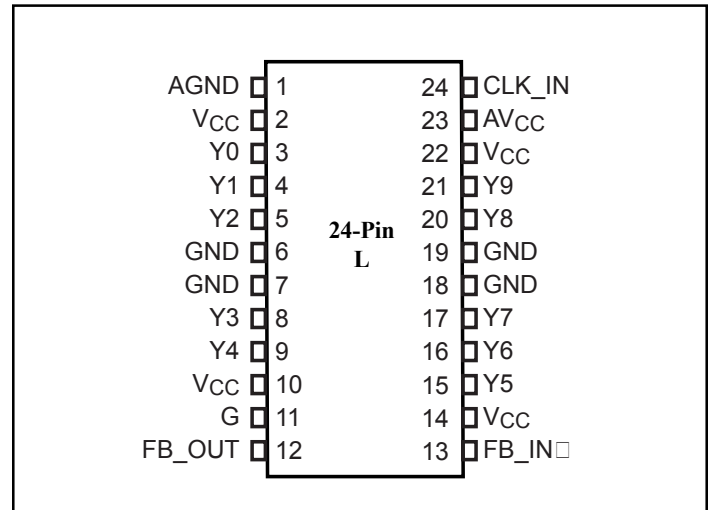 AGND 1 24 CLK_IN
VCC 2 23 AVCC
Y0 3 22 VCC
Y1 4 21 Y9
Y2 5 20 Y8
24-Pin
L
GND 6 19 GND
GND 7 18 GND
Y3 8 17 Y7
Y4 9 16 Y6
VCC 10 15 Y5
G 11 14 VCC
FB_OUT 12 13 FB_IN□